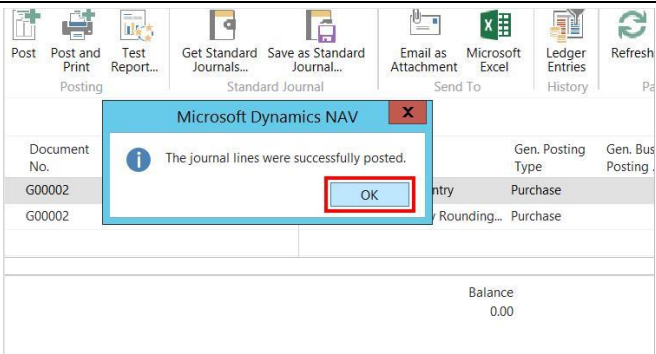 Post
Post and
Print
Test
Report...
Get Standard
Journals...
Save as Standard
Journal...
Email as
Attachment
Microsoft
Excel
Ledger
Entries
Refresh
Posting
Standard Journal
Send To
History
Pa
Microsoft Dynamics NAV
X
The journal lines were successfully posted.
OK
Document
No.
Gen. Posting
Type
Gen. Bus
Posting .
G00002
ntry
Purchase
G00002
Rounding...
Purchase
Balance
0.00